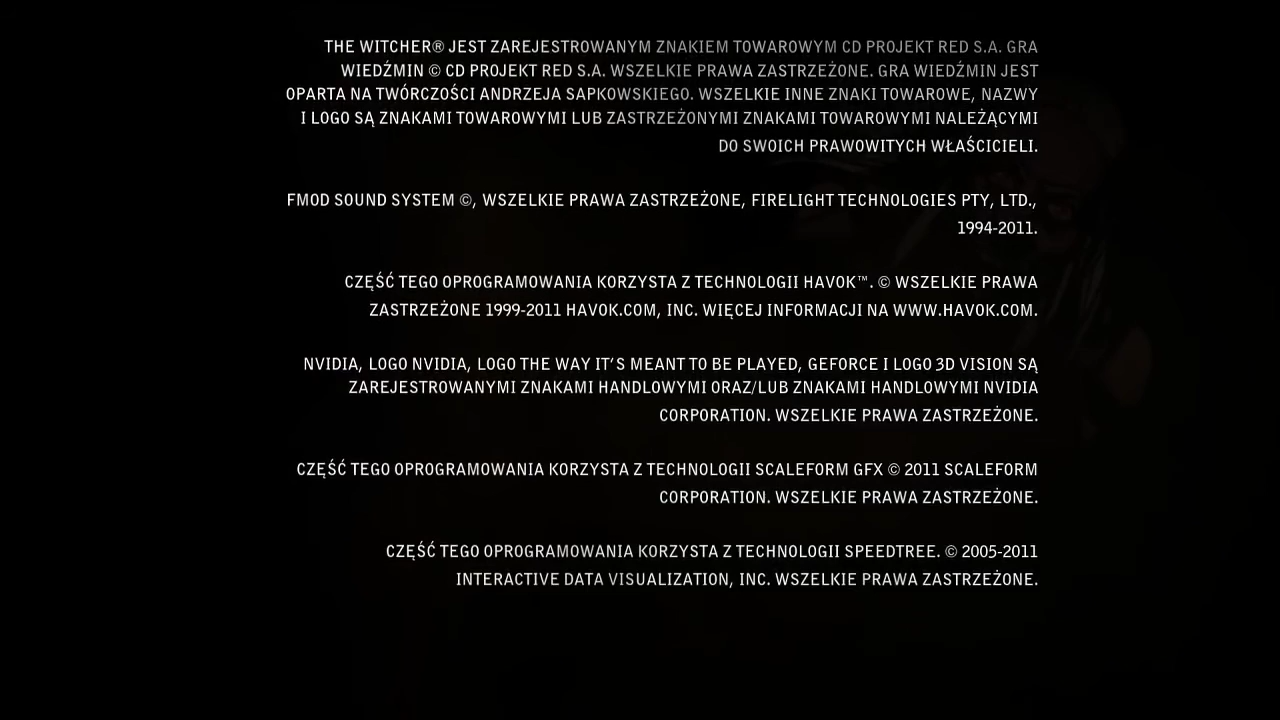 THE WITCHER® JEST ZAREJESTROWANYM ZNAKIEM TOWAROWYM CD PROJEKT RED S.A. GRA
WIEDŹMIN © CD PROJEKT RED S.A. WSZELKIE PRAWA ZASTRZEŻONE. GRA WIEDŹMIN JEST
OPARTA NA TWÓRCZOŚCI ANDRZEJA SAPKOWSKIEGO. WSZELKIE INNE ZNAKI TOWAROWE, NAZWY
I LOGO SĄ ZNAKAMI TOWAROWYMI LUB ZASTRZEŻONYMI ZNAKAMI TOWAROWYMI NALEŻĄCYMI
DO SWOICH PRAWOWITYCH WŁAŚCICIELI.
FMOD SOUND SYSTEM ©, WSZELKIE PRAWA ZASTRZEŻONE, FIRELIGHT TECHNOLOGIES PTY, LTD.,
1994-2011.
CZĘŚĆ TEGO OPROGRAMOWANIA KORZYSTA Z TECHNOLOGII HAVOK™. © WSZELKIE PRAWA
ZASTRZEŻONE 1999-2011 HAVOK.COM, INC. WIĘCEJ INFORMACJI NA WWW.HAVOK.COM.
NVIDIA, LOGO NVIDIA, LOGO THE WAY IT'S MEANT TO BE PLAYED, GEFORCE I LOGO 3D VISION SĄ
ZAREJESTROWANYMI ZNAKAMI HANDLOWYMI ORAZ/LUB ZNAKAMI HANDLOWYMI NVIDIA
CORPORATION. WSZELKIE PRAWA ZASTRZEŻONE.
CZĘŚĆ TEGO OPROGRAMOWANIA KORZYSTA Z TECHNOLOGII SCALEFORM GFX © 2011 SCALEFORM
CORPORATION. WSZELKIE PRAWA ZASTRZEŻONE.
CZĘŚĆ TEGO OPROGRAMOWANIA KORZYSTA Z TECHNOLOGII SPEEDTREE. © 2005-2011
INTERACTIVE DATA VISUALIZATION, INC. WSZELKIE PRAWA ZASTRZEŻONE.